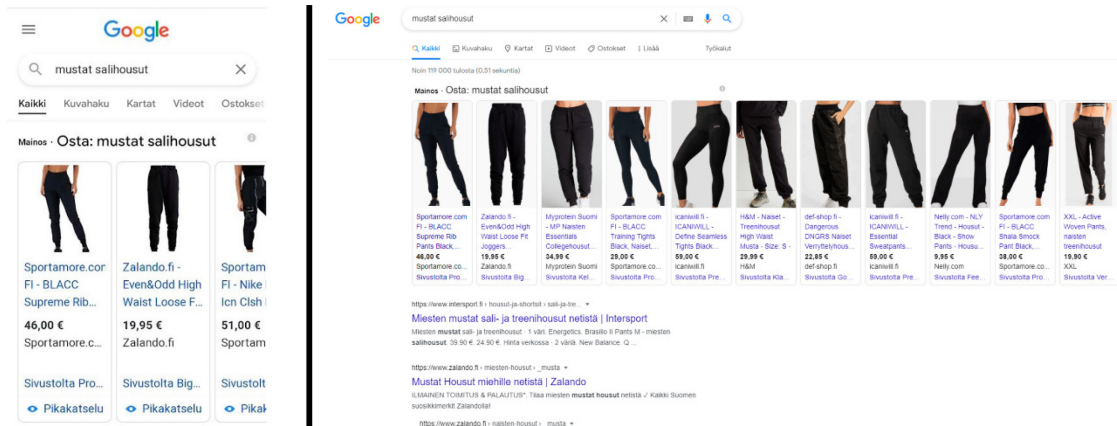 Google
mustat salihousut
Kaikki Kuvahaku Kartat Videot Ostokset
Mainos · Osta: mustat salihousut
Sportamore.cor
FI - BLACC
Supreme Rib...
46,00 €
Sportamore.c...
Sivustolta Pro...
Pikakatselu
Zalando.fi -
Even&Odd High
Waist Loose F...
19,95 €
Zalando.fi
Sivustolta Big...
Pikakatselu
Sportam
FI - Nike
Icn Clsh
51,00 €
Sportam
Sivustolt
Pikak
Google
mustat salihousut
Kaikki Kuvahaku Kartat Videot Ostokset Lisää Työkalut
Noin 119 000 tulosta (0,51 sekuntia)
Mainos · Osta: mustat salihousut
Sportamore.com
FI - BLACC
Supreme Rib
Pants Black,...
46,00 €
Sportamore.co...
Sivustolta Pro...
Zalando.fi -
Even&Odd High
Waist Loose Fit
Joggers...
19,95 €
Zalando.fi
Sivustolta Big...
Myprotein Suomi
- MP Naisten
Essentials
Collegehousut...
34,99 €
Myprotein Suomi
Sivustolta Kel...
Sportamore.com
FI - BLACC
Training Tights
Black, Naiset,...
29,00 €
Sportamore.co...
Sivustolta Pro...
icaniwill.fi -
ICANIWILL -
Define Seamless
Tights Black...
59,00 €
icaniwill.fi
Sivustolta Pre...
H&M - Naiset -
Treenihousut
High Waist
Musta - Size: S -
29,99 €
H&M
Sivustolta Kla...
def-shop.fi -
Dangerous
DNGRS Naiset
Verryttelyhous...
22,85 €
def-shop.fi
Sivustolta Go...
icaniwill.fi -
ICANIWILL -
Essential
Sweatpants...
59,00 €
icaniwill.fi
Sivustolta Pre...
Nelly.com - NLY
Trend - Housut -
Black - Show
Pants - Housu...
9,95 €
Nelly.com
Sivustolta Fee...
Sportamore.com
FI - BLACC
Shala Smock
Pant Black,...
38,00 €
Sportamore.co...
Sivustolta Pro...
XXL - Active
Woven Pants,
naisten
treenihousut
19,90 €
XXL
Sivustolta Ver...
https://www.intersport.fi › housut-ja-shortsit › sali-ja-tre...
Miesten mustat sali- ja treenihousut netistä | Intersport
Miesten mustat sali- ja treenihousut · 1 väri. Energetics. Brasilio II Pants M - miesten
salihousut. 39.90 €. 24.90 €. Hinta verkossa · 2 väriä. New Balance. Q ...
https://www.zalando.fi › miesten-housut › _musta
Mustat Housut miehille netistä | Zalando
ILMAINEN TOIMITUS & PALAUTUS*. Tilaa miesten mustat housut netistä ✓ Kaikki Suomen
suosikkimerkit Zalandolla!
https://www.zalando.fi › naisten-housut › _musta